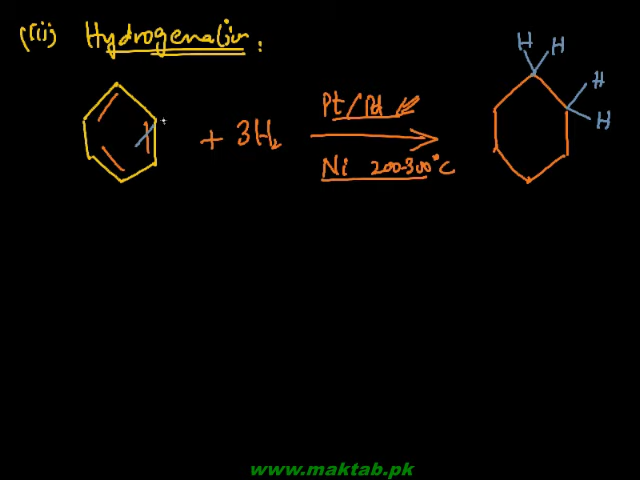 (iii) Hydrogenation :
H H
H
H
+ 3H₂
Pt/Pd
Ni 200-300°C
www.maktab.pk